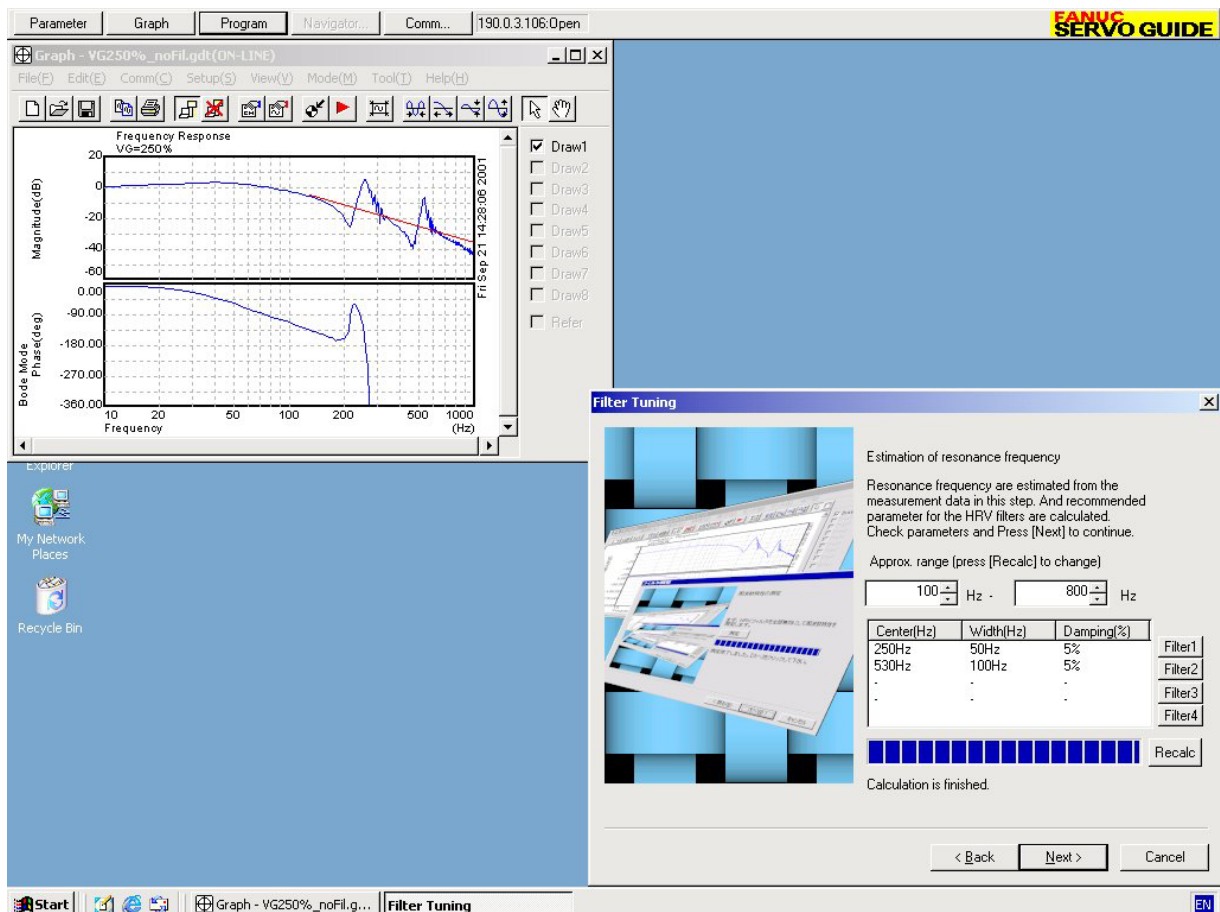 Parameter Graph Program Navigator... Comm... 190.0.3.106:Open
FANUC
SERVO GUIDE
Graph - VG250%_noFil.gdt(ON-LINE)
File(F) Edit(E) Comm(C) Setup(S) View(V) Mode(M) Tool(T) Help(H)
Frequency Response
VG=250%
20
0
-20
-40
-60
Magnitude(dB)
Fri Sep 21 14:28:06 2001
0.00
-90.00
-180.00
-270.00
-360.00
Bode Mode
Phase(deg)
10 20 50 100 200 500 1000
Frequency (Hz)
Draw1
Draw2
Draw3
Draw4
Draw5
Draw6
Draw7
Draw8
Refer
Explorer
My Network
Places
Recycle Bin
Filter Tuning
Estimation of resonance frequency
Resonance frequency are estimated from the
measurement data in this step. And recommended
parameter for the HRV filters are calculated.
Check parameters and Press [Next] to continue.
Approx. range (press [Recalc] to change)
100 Hz - 800 Hz
Center(Hz) Width(Hz) Damping(%)
250Hz 50Hz 5% Filter1
530Hz 100Hz 5% Filter2
- - - Filter3
- - - Filter4
Recalc
Calculation is finished.
< Back Next > Cancel
Start Graph - VG250%_noFil.g... Filter Tuning EN